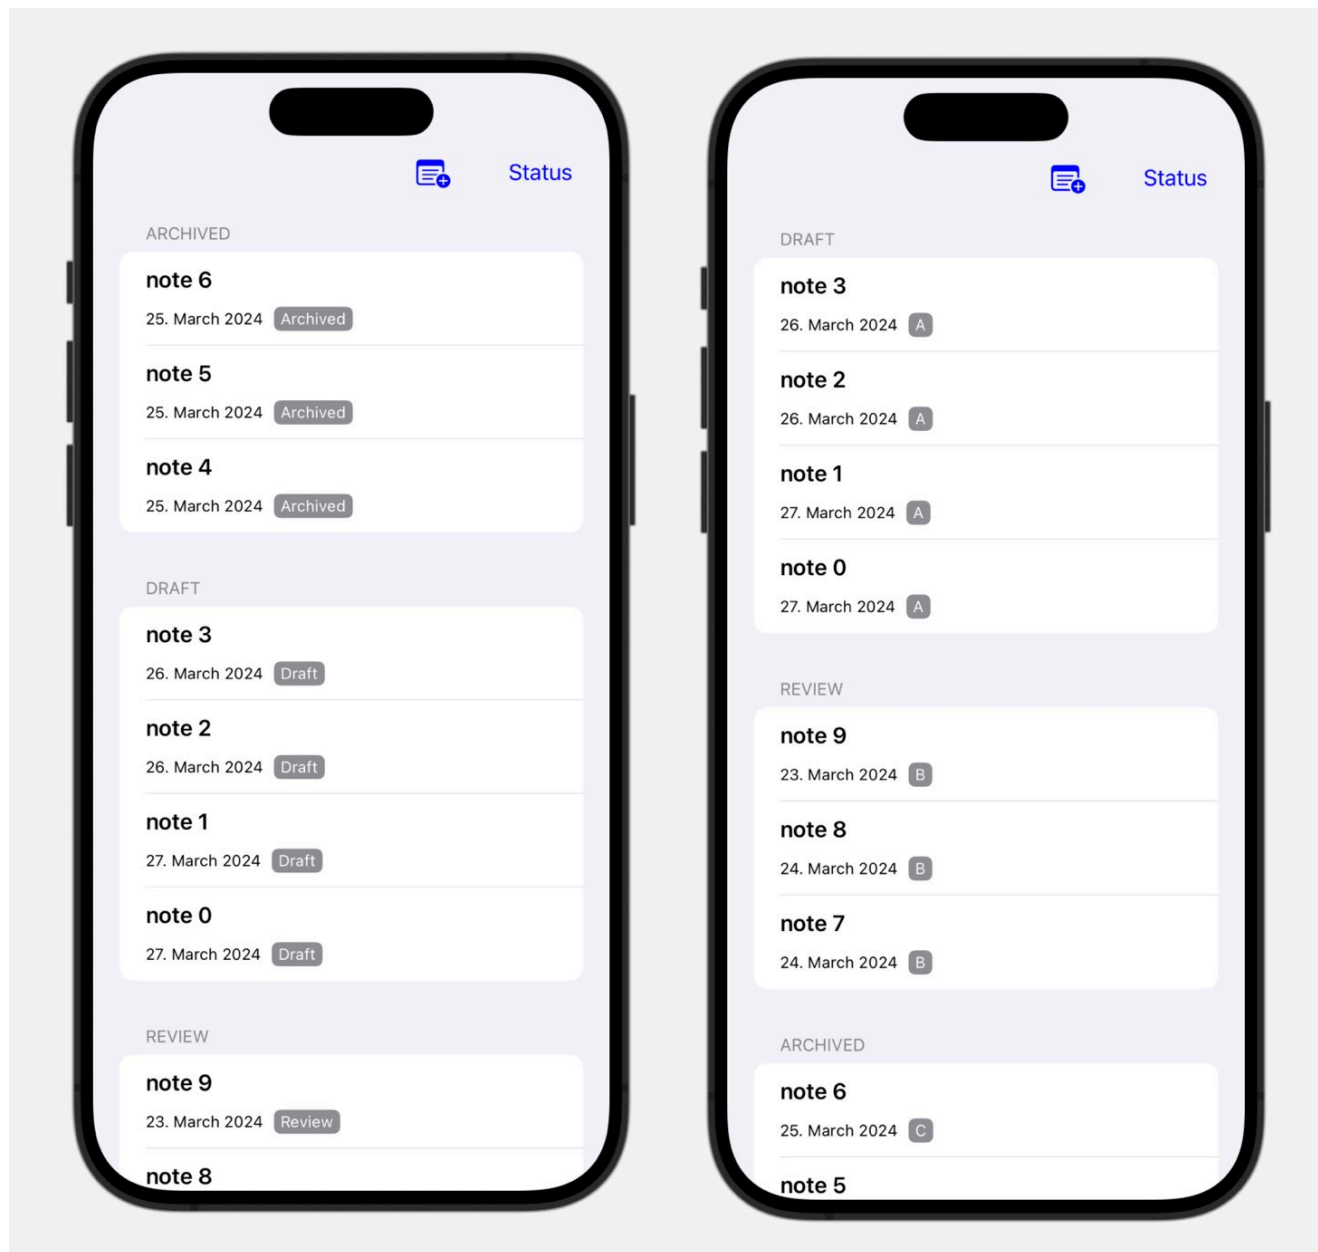 Status
ARCHIVED
note 6
25. March 2024 Archived
note 5
25. March 2024 Archived
note 4
25. March 2024 Archived
DRAFT
note 3
26. March 2024 Draft
note 2
26. March 2024 Draft
note 1
27. March 2024 Draft
note 0
27. March 2024 Draft
REVIEW
note 9
23. March 2024 Review
note 8
Status
DRAFT
note 3
26. March 2024 A
note 2
26. March 2024 A
note 1
27. March 2024 A
note 0
27. March 2024 A
REVIEW
note 9
23. March 2024 B
note 8
24. March 2024 B
note 7
24. March 2024 B
ARCHIVED
note 6
25. March 2024 C
note 5